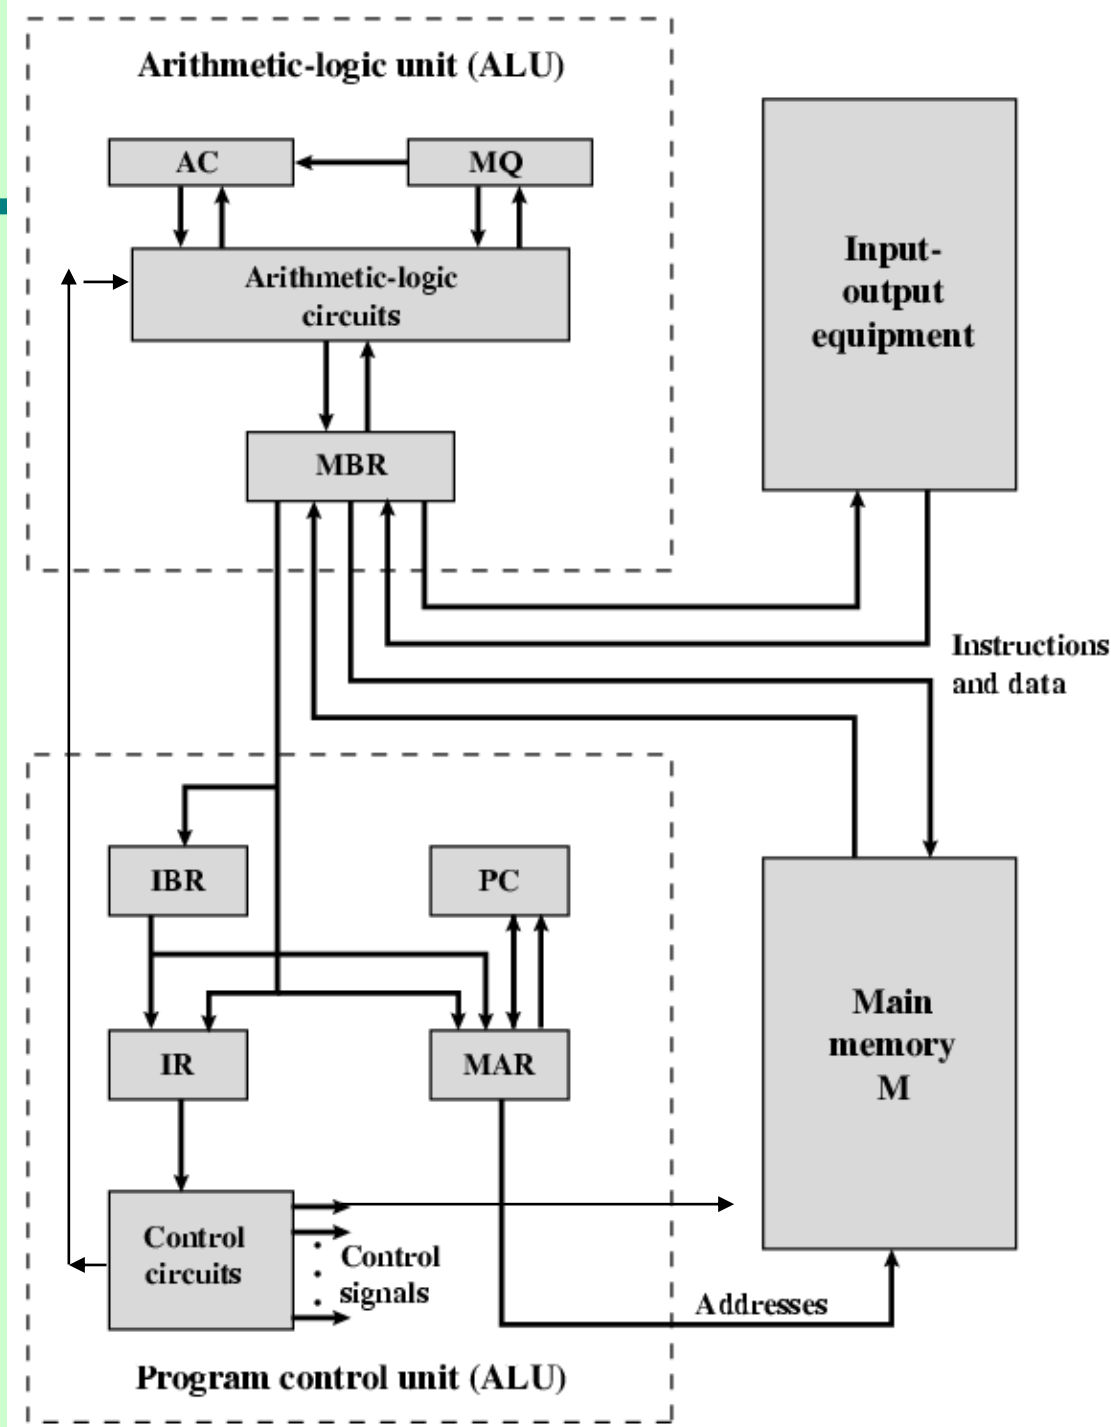 Arithmetic-logic unit (ALU)
AC
MQ
Arithmetic-logic
circuits
MBR
Input-
output
equipment
Instructions
and data
IBR
PC
IR
MAR
Main
memory
M
Control
circuits
Control
signals
Addresses
Program control unit (ALU)